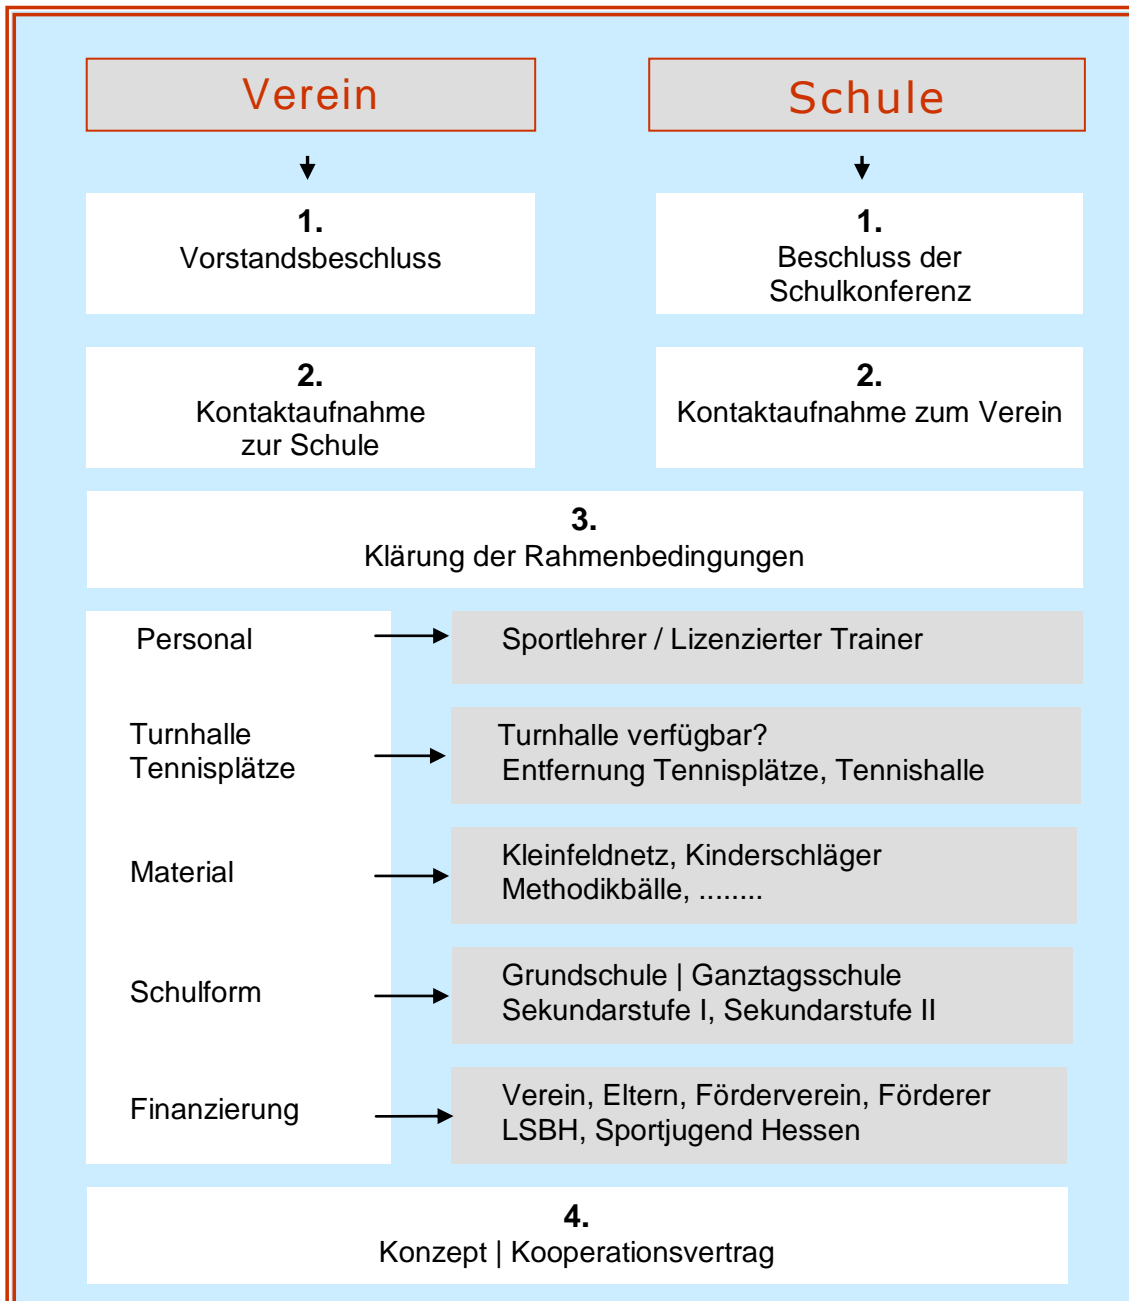 Verein
Schule
1.
Vorstandsbeschluss
1.
Beschluss der
Schulkonferenz
2.
Kontaktaufnahme
zur Schule
2.
Kontaktaufnahme zum Verein
3.
Klärung der Rahmenbedingungen
Personal
Sportlehrer / Lizenzierter Trainer
Turnhalle
Tennisplätze
Turnhalle verfügbar?
Entfernung Tennisplätze, Tennishalle
Material
Kleinfeldnetz, Kinderschläger
Methodikbälle, ........
Schulform
Grundschule | Ganztagsschule
Sekundarstufe I, Sekundarstufe II
Finanzierung
Verein, Eltern, Förderverein, Förderer
LSBH, Sportjugend Hessen
4.
Konzept | Kooperationsvertrag